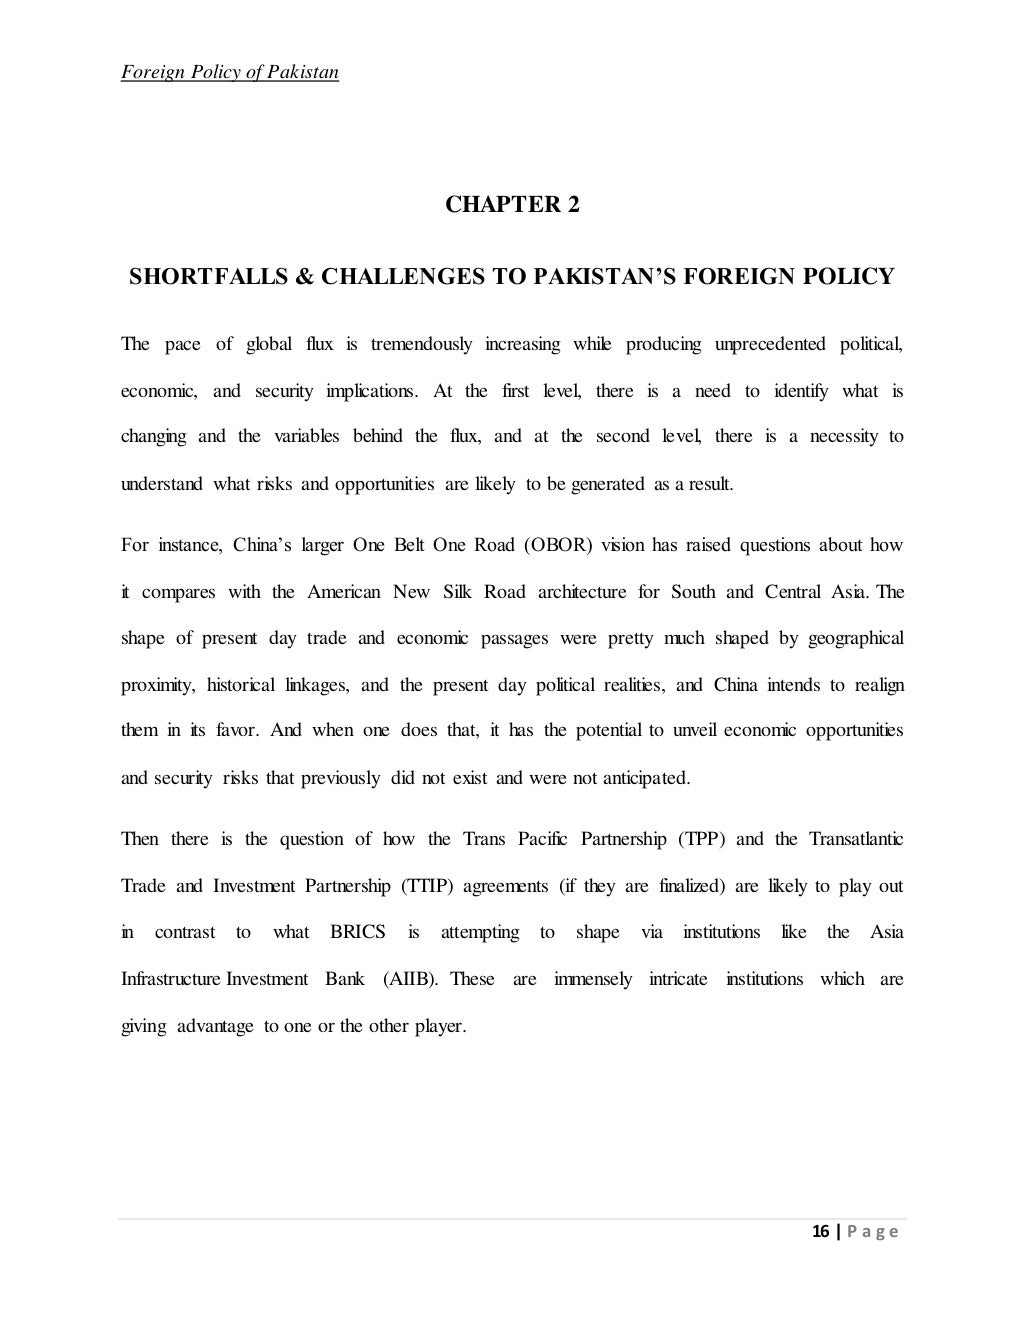 Foreign Policy of Pakistan
CHAPTER 2
SHORTFALLS & CHALLENGES TO PAKISTAN’S FOREIGN POLICY
The pace of global flux is tremendously increasing while producing unprecedented political,
economic, and security implications. At the first level, there is a need to identify what is
changing and the variables behind the flux, and at the second level, there is a necessity to
understand what risks and opportunities are likely to be generated as a result.
For instance, China’s larger One Belt One Road (OBOR) vision has raised questions about how
it compares with the American New Silk Road architecture for South and Central Asia. The
shape of present day trade and economic passages were pretty much shaped by geographical
proximity, historical linkages, and the present day political realities, and China intends to realign
them in its favor. And when one does that, it has the potential to unveil economic opportunities
and security risks that previously did not exist and were not anticipated.
Then there is the question of how the Trans Pacific Partnership (TPP) and the Transatlantic
Trade and Investment Partnership (TTIP) agreements (if they are finalized) are likely to play out
in contrast to what BRICS is attempting to shape via institutions like the Asia
Infrastructure Investment Bank (AIIB). These are immensely intricate institutions which are
giving advantage to one or the other player.
16 | Page